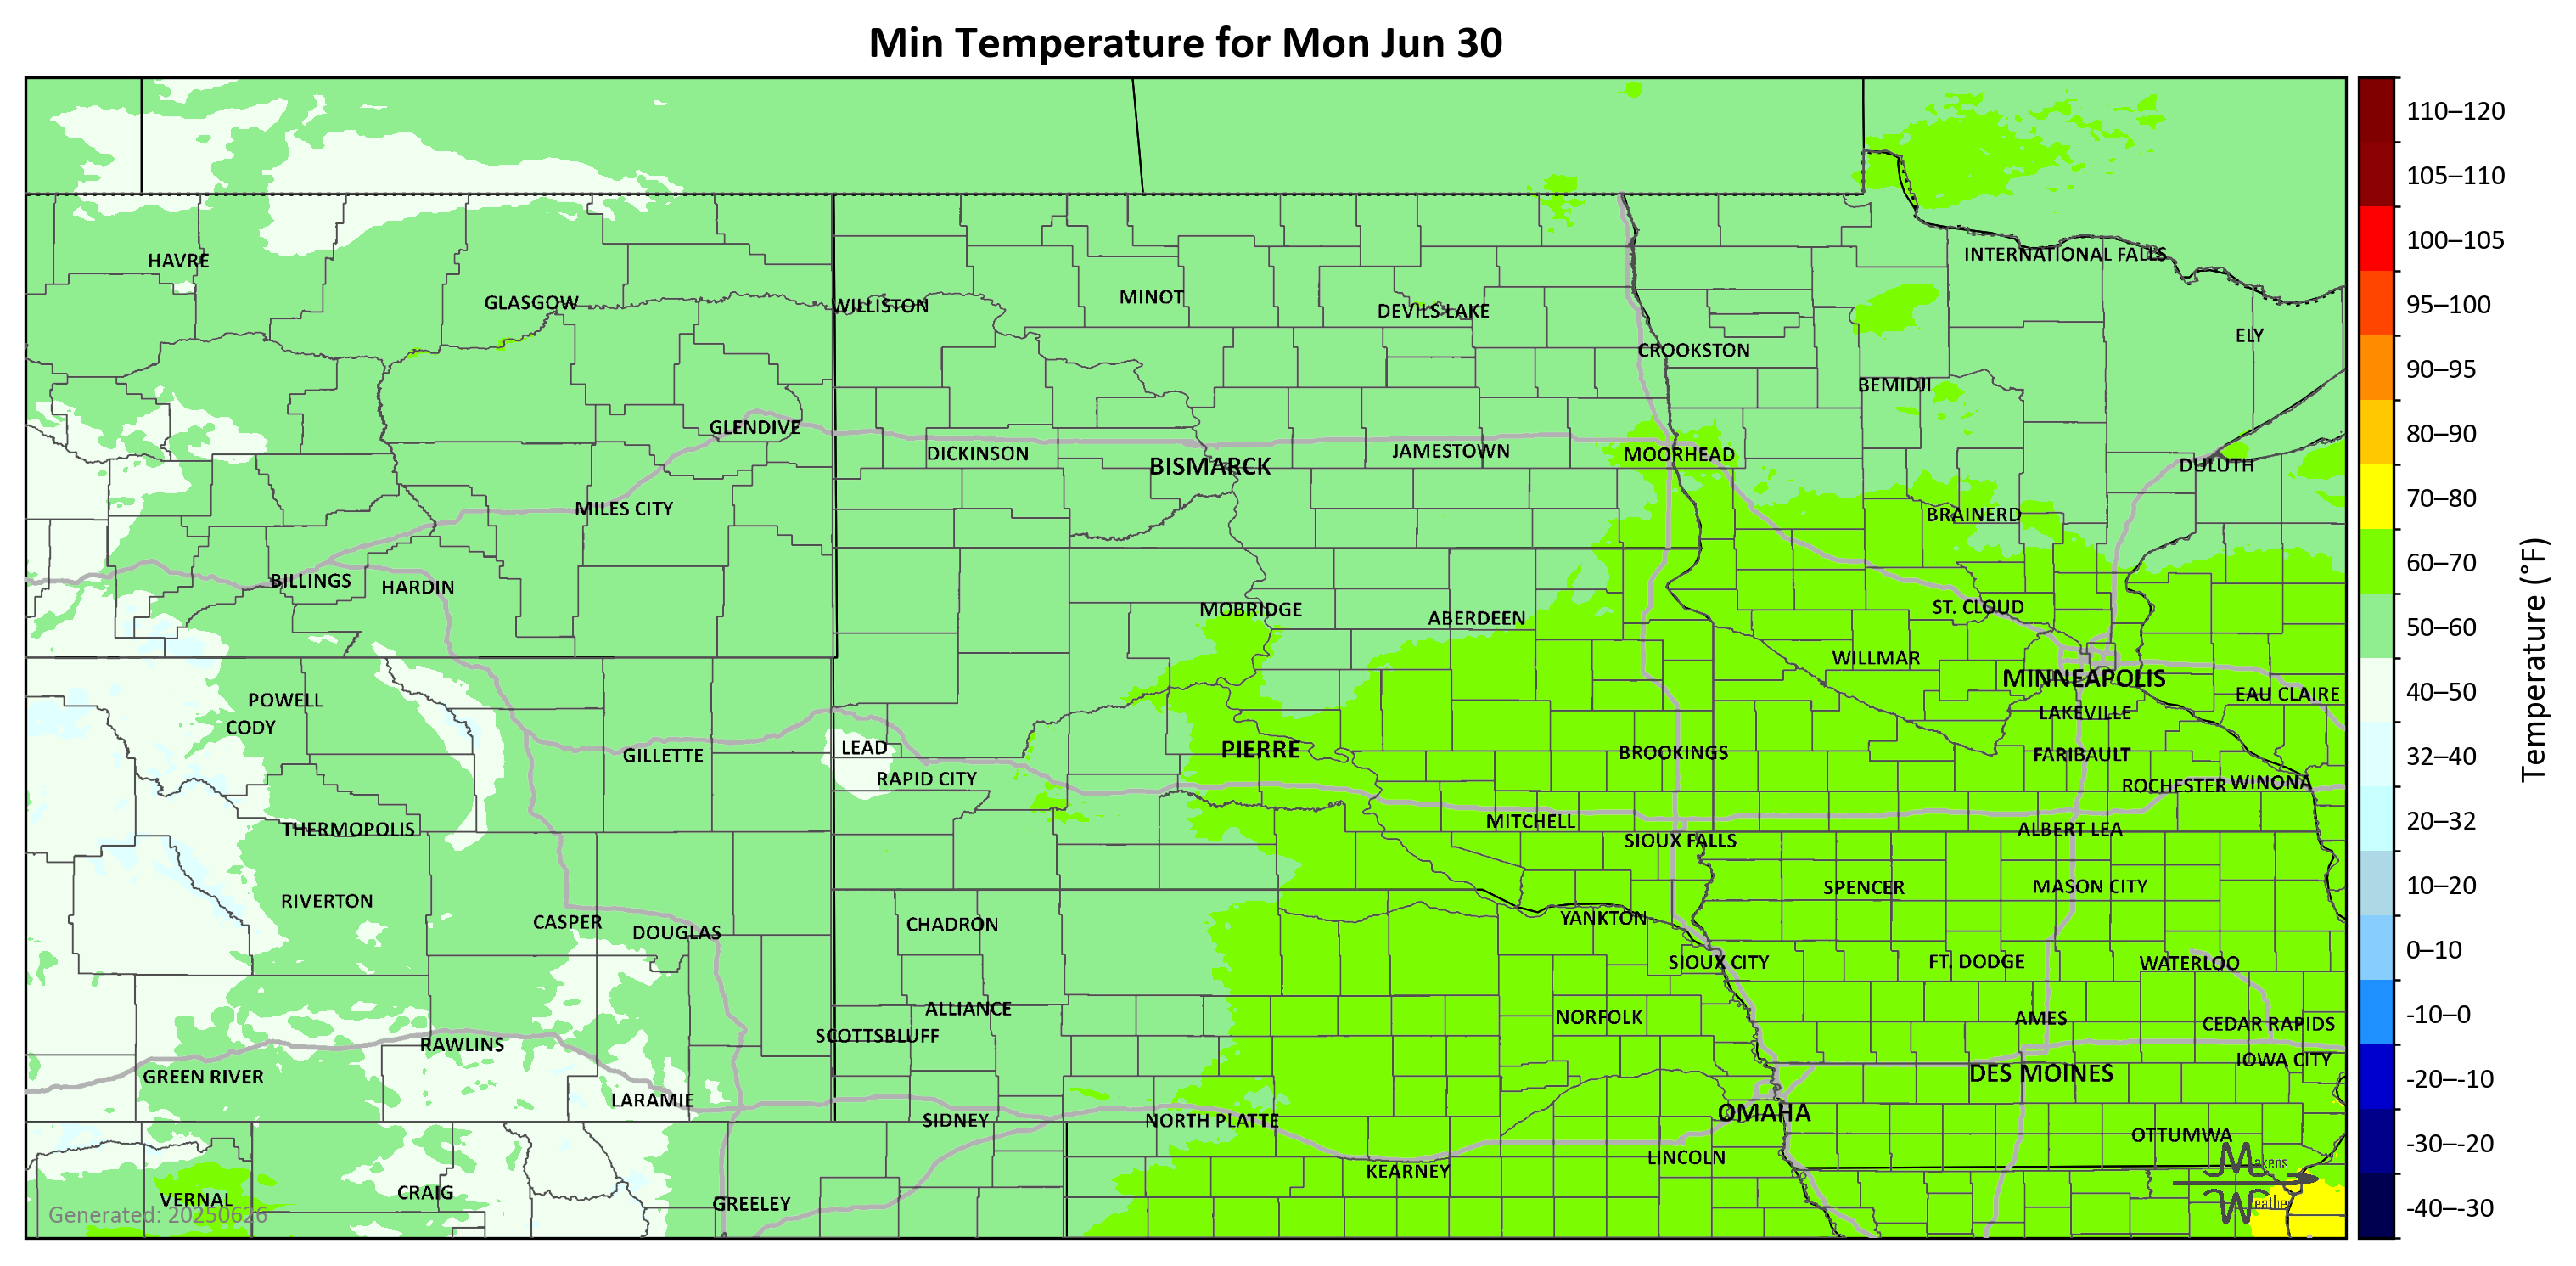 Min Temperature for Mon Jun 30
110–120
105–110
100–105
95–100
90–95
80–90
70–80
60–70
50–60
40–50
32–40
20–32
10–20
0–10
-10–0
-20–-10
-30–-20
-40–-30
Temperature (°F)
HAVRE
GLASGOW
WILLISTON
MINOT
DEVILS LAKE
CROOKSTON
INTERNATIONAL FALLS
ELY
BEMIDJI
GLENDIVE
DICKINSON
BISMARCK
JAMESTOWN
MOORHEAD
DULUTH
MILES CITY
BRAINERD
BILLINGS
HARDIN
MOBRIDGE
ABERDEEN
ST. CLOUD
WILLMAR
MINNEAPOLIS
EAU CLAIRE
LAKEVILLE
POWELL
CODY
GILLETTE
LEAD
RAPID CITY
PIERRE
BROOKINGS
FARIBAULT
ROCHESTER
WINONA
THERMOPOLIS
MITCHELL
SIOUX FALLS
ALBERT LEA
RIVERTON
CASPER
DOUGLAS
CHADRON
YANKTON
SPENCER
MASON CITY
SIOUX CITY
FT. DODGE
WATERLOO
ALLIANCE
SCOTTSBLUFF
NORFOLK
AMES
CEDAR RAPIDS
IOWA CITY
RAWLINS
GREEN RIVER
LARAMIE
SIDNEY
NORTH PLATTE
OMAHA
DES MOINES
OTTUMWA
LINCOLN
KEARNEY
VERNAL
CRAIG
GREELEY
Generated: 20250626
Makens
Weather